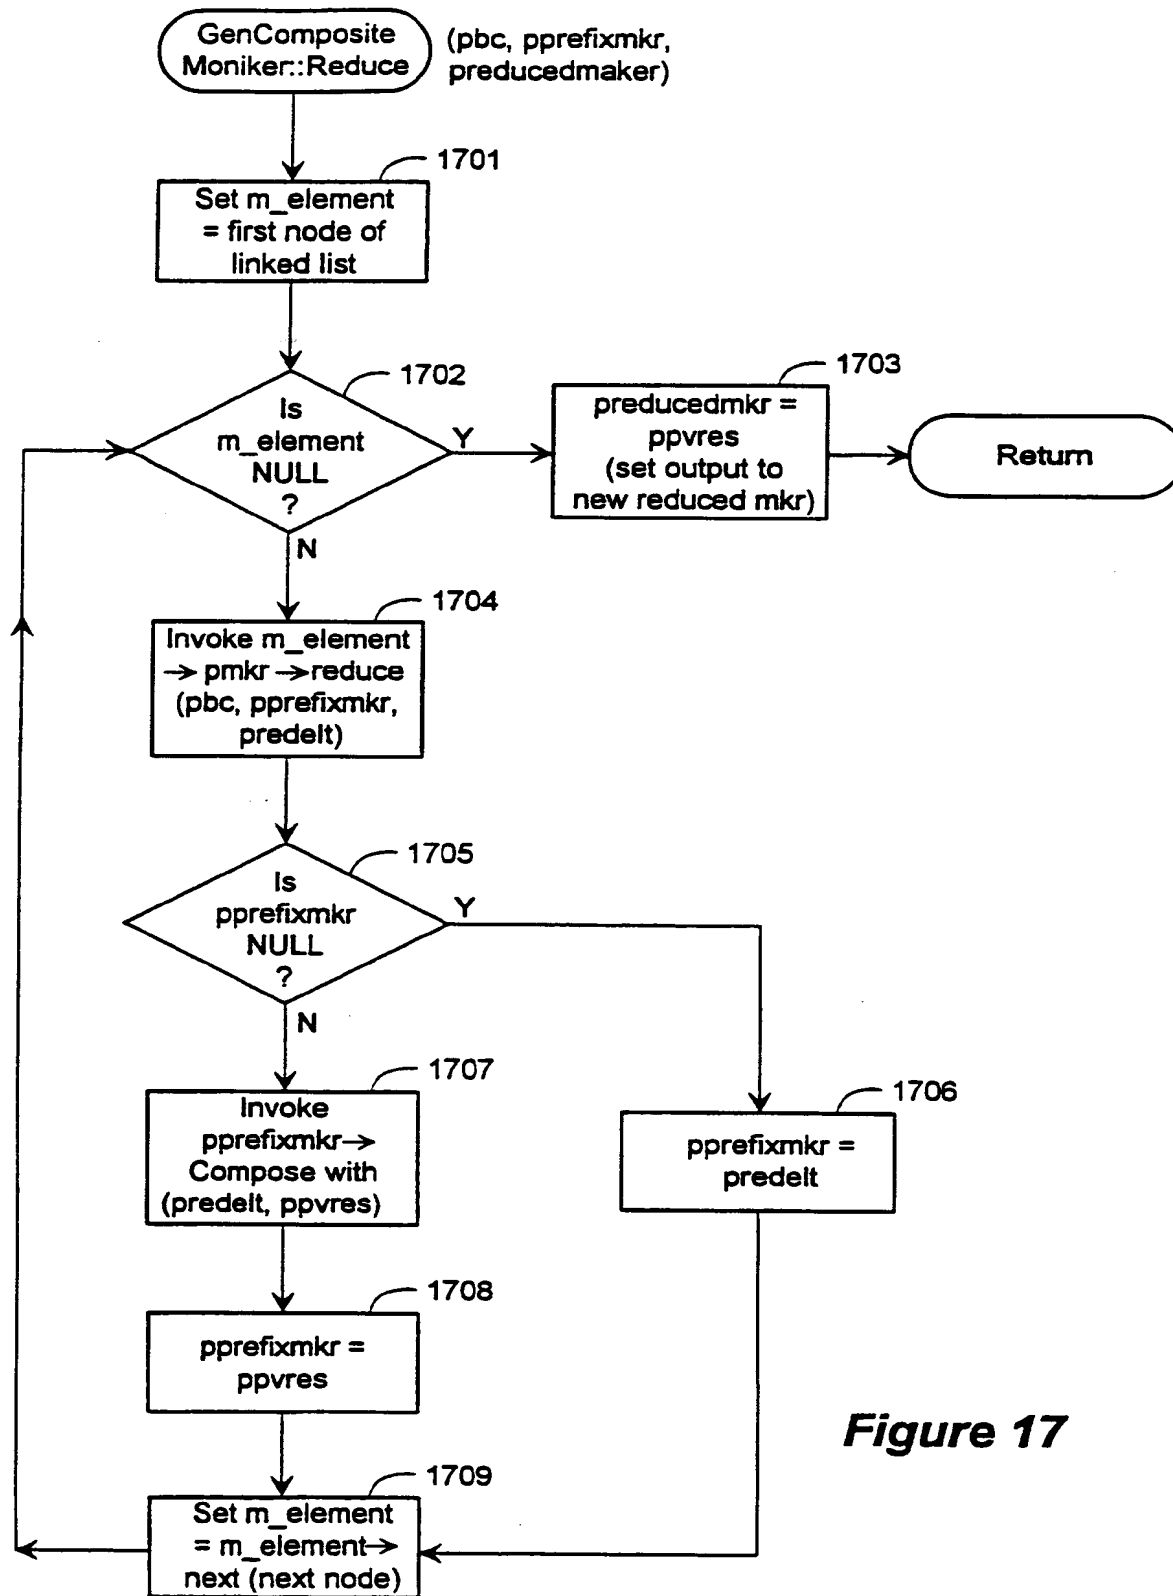 GenComposite
Moniker::Reduce
(pbc, pprefixmkr,
preducedmaker)
1701
Set m_element
= first node of
linked list
1702
Is
m_element
NULL
?
Y
N
1703
preducedmkr =
ppvres
(set output to
new reduced mkr)
Return
1704
Invoke m_element
→ pmkr → reduce
(pbc, pprefixmkr,
predelt)
1705
Is
pprefixmkr
NULL
?
Y
N
1707
Invoke
pprefixmkr→
Compose with
(predelt, ppvres)
1706
pprefixmkr =
predelt
1708
pprefixmkr =
ppvres
1709
Set m_element
= m_element→
next (next node)
Figure 17